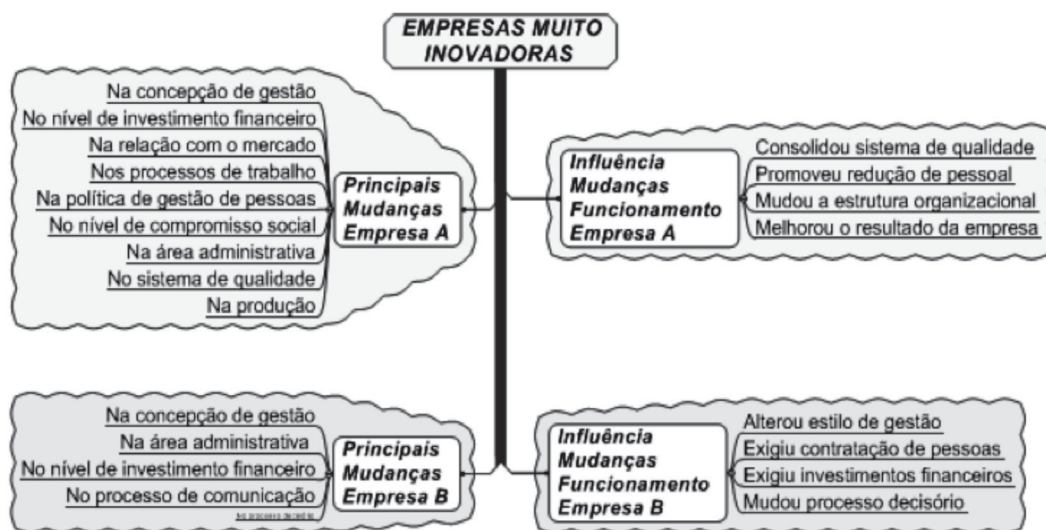 EMPRESAS MUITO
INOVADORAS
Na concepção de gestão
No nível de investimento financeiro
Na relação com o mercado
Nos processos de trabalho
Na política de gestão de pessoas
No nível de compromisso social
Na área administrativa
No sistema de qualidade
Na produção
Principais
Mudanças
Empresa A
Influência
Mudanças
Funcionamento
Empresa A
Consolidou sistema de qualidade
Promoveu redução de pessoal
Mudou a estrutura organizacional
Melhorou o resultado da empresa
Na concepção de gestão
Na área administrativa
No nível de investimento financeiro
No processo de comunicação
No processo decisório
Principais
Mudanças
Empresa B
Influência
Mudanças
Funcionamento
Empresa B
Alterou estilo de gestão
Exigiu contratação de pessoas
Exigiu investimentos financeiros
Mudou processo decisório